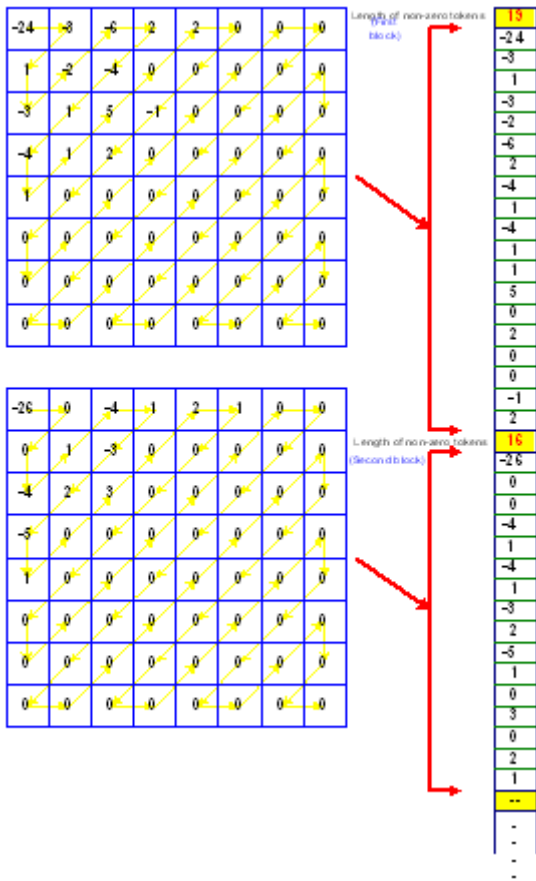 -24 -3 -6 2 2 0 0 0
1 -2 -4 0 0 0 0 0
-3 1 5 -1 0 0 0 0
-4 1 2 0 0 0 0 0
1 0 0 0 0 0 0 0
0 0 0 0 0 0 0 0
0 0 0 0 0 0 0 0
0 0 0 0 0 0 0 0
Length of non-zero tokens
(First
block)
-26 0 -4 1 2 1 0 0
0 1 -3 0 0 0 0 0
-4 2 3 0 0 0 0 0
-5 0 0 0 0 0 0 0
1 0 0 0 0 0 0 0
0 0 0 0 0 0 0 0
0 0 0 0 0 0 0 0
0 0 0 0 0 0 0 0
Length of non-zero tokens
(Second block)
19
-24
-3
1
-3
-2
-6
2
-4
1
-4
1
1
5
0
2
0
0
-1
2
16
-26
0
0
-4
1
-4
1
-3
2
-5
1
0
3
0
2
1
--
-
-
-
-